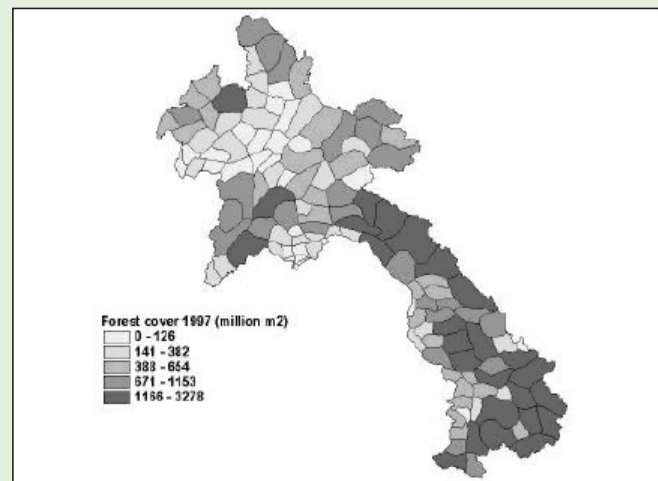 Forest cover 1997 (million m2)
0 - 126
141 - 382
388 - 654
671 - 1153
1166 - 3278